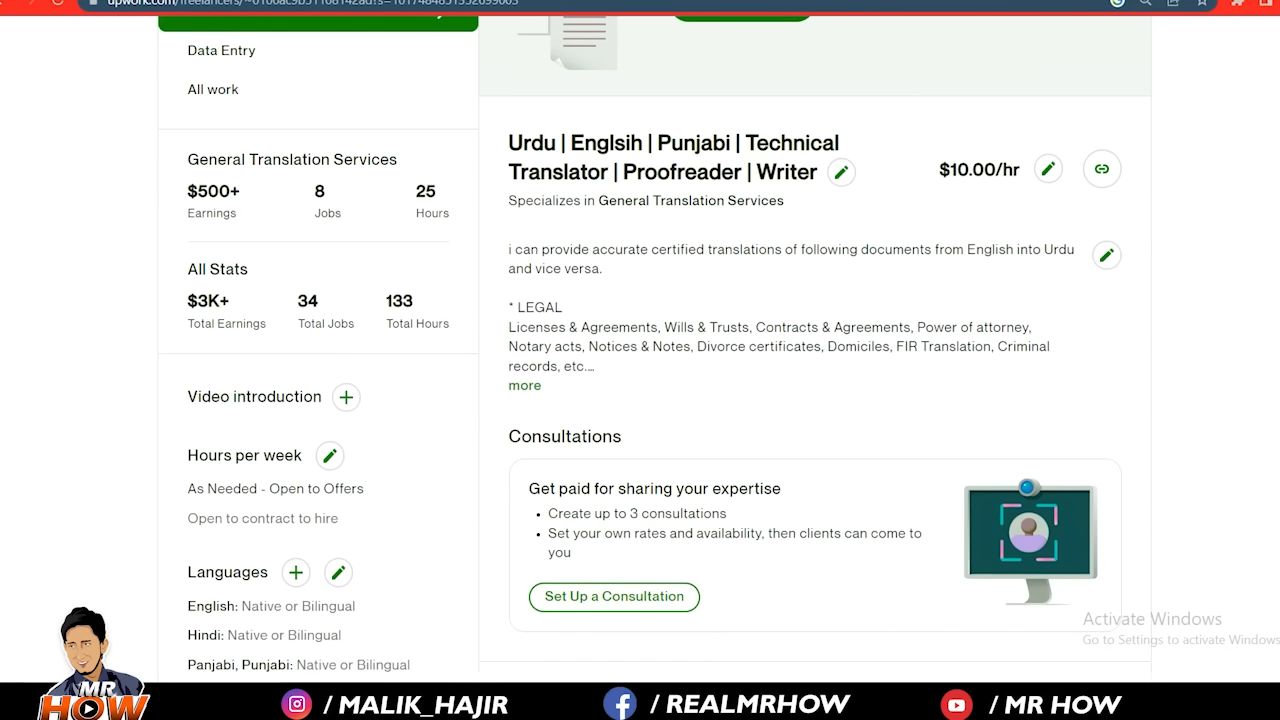 Data Entry
All work
General Translation Services
$500+ 8 25
Earnings Jobs Hours
All Stats
$3K+ 34 133
Total Earnings Total Jobs Total Hours
Video introduction
Hours per week
As Needed - Open to Offers
Open to contract to hire
Languages
English: Native or Bilingual
Hindi: Native or Bilingual
Panjabi, Punjabi: Native or Bilingual
Urdu | Englsih | Punjabi | Technical
Translator | Proofreader | Writer
$10.00/hr
Specializes in General Translation Services
i can provide accurate certified translations of following documents from English into Urdu
and vice versa.
* LEGAL
Licenses & Agreements, Wills & Trusts, Contracts & Agreements, Power of attorney,
Notary acts, Notices & Notes, Divorce certificates, Domiciles, FIR Translation, Criminal
records, etc....
more
Consultations
Get paid for sharing your expertise
• Create up to 3 consultations
• Set your own rates and availability, then clients can come to
you
Set Up a Consultation
Activate Windows
Go to Settings to activate Windows
MR
HOW
/MALIK_HAJIR
/REALMRHOW
/MR HOW